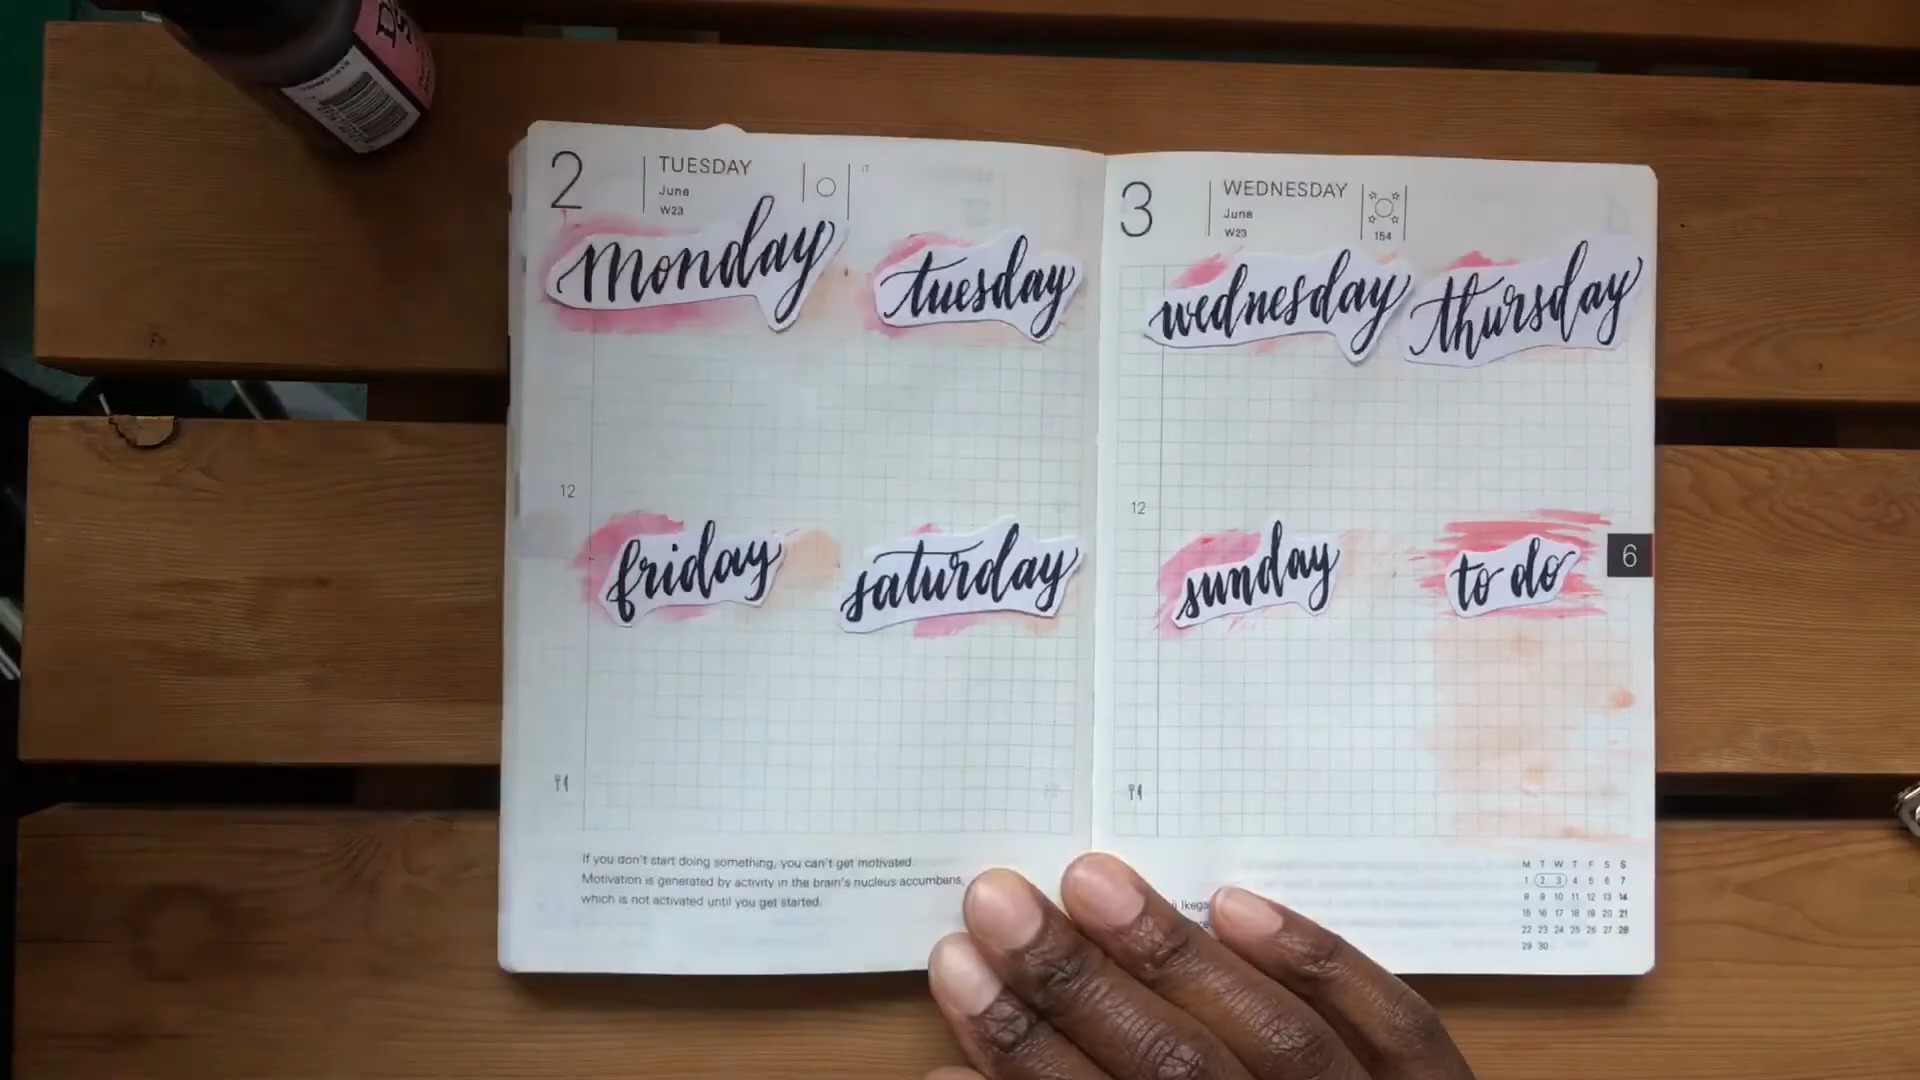 2
TUESDAY
June
W23
monday
tuesday
friday
saturday
12
If you don't start doing something, you can't get motivated.
Motivation is generated by activity in the brain's nucleus accumbens,
which is not activated until you get started.
3
WEDNESDAY
June
W23
154
wednesday
thursday
12
sunday
to do
6
M T W T F S S
1 2 3 4 5 6 7
8 9 10 11 12 13 14
15 16 17 18 19 20 21
22 23 24 25 26 27 28
29 30